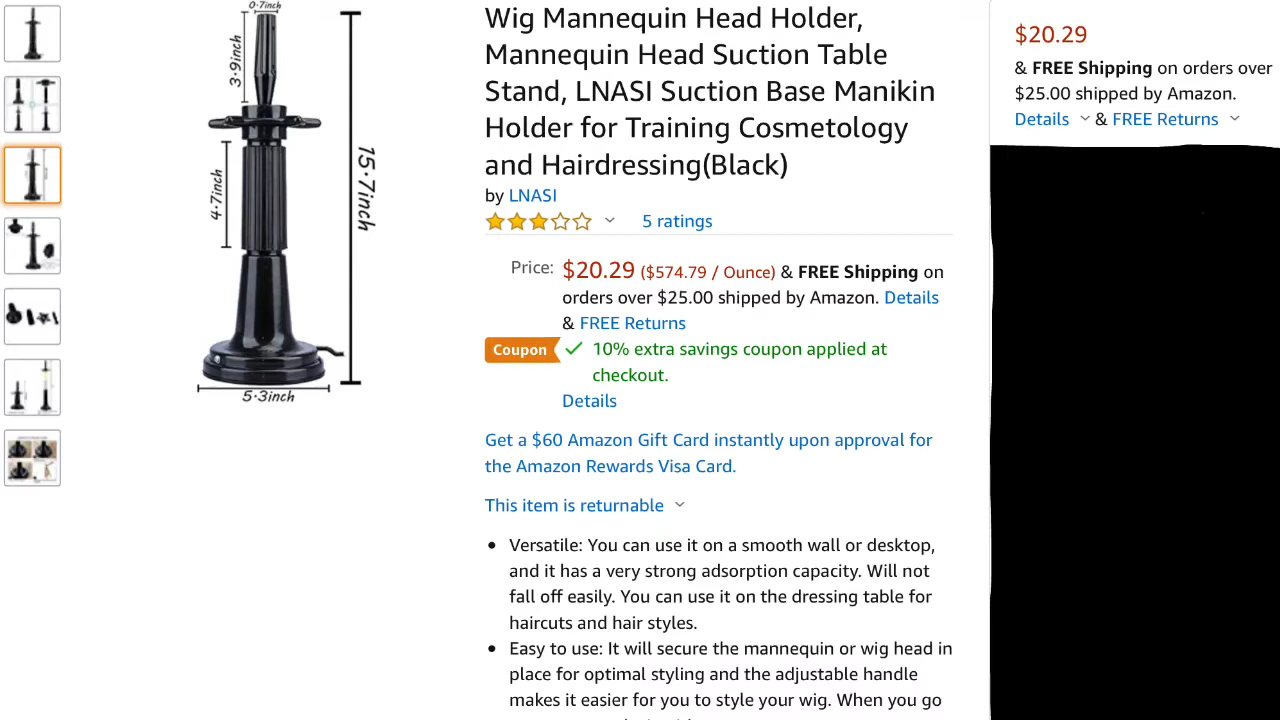 0.7inch
3.9inch
4.7inch
15.7inch
5.3inch
Wig Mannequin Head Holder,
Mannequin Head Suction Table
Stand, LNASI Suction Base Manikin
Holder for Training Cosmetology
and Hairdressing(Black)
by LNASI
5 ratings
Price: $20.29 ($574.79 / Ounce) & FREE Shipping on
orders over $25.00 shipped by Amazon. Details
& FREE Returns
Coupon 10% extra savings coupon applied at
checkout.
Details
Get a $60 Amazon Gift Card instantly upon approval for
the Amazon Rewards Visa Card.
This item is returnable
• Versatile: You can use it on a smooth wall or desktop,
and it has a very strong adsorption capacity. Will not
fall off easily. You can use it on the dressing table for
haircuts and hair styles.
• Easy to use: It will secure the mannequin or wig head in
place for optimal styling and the adjustable handle
makes it easier for you to style your wig. When you go
$20.29
& FREE Shipping on orders over
$25.00 shipped by Amazon.
Details & FREE Returns